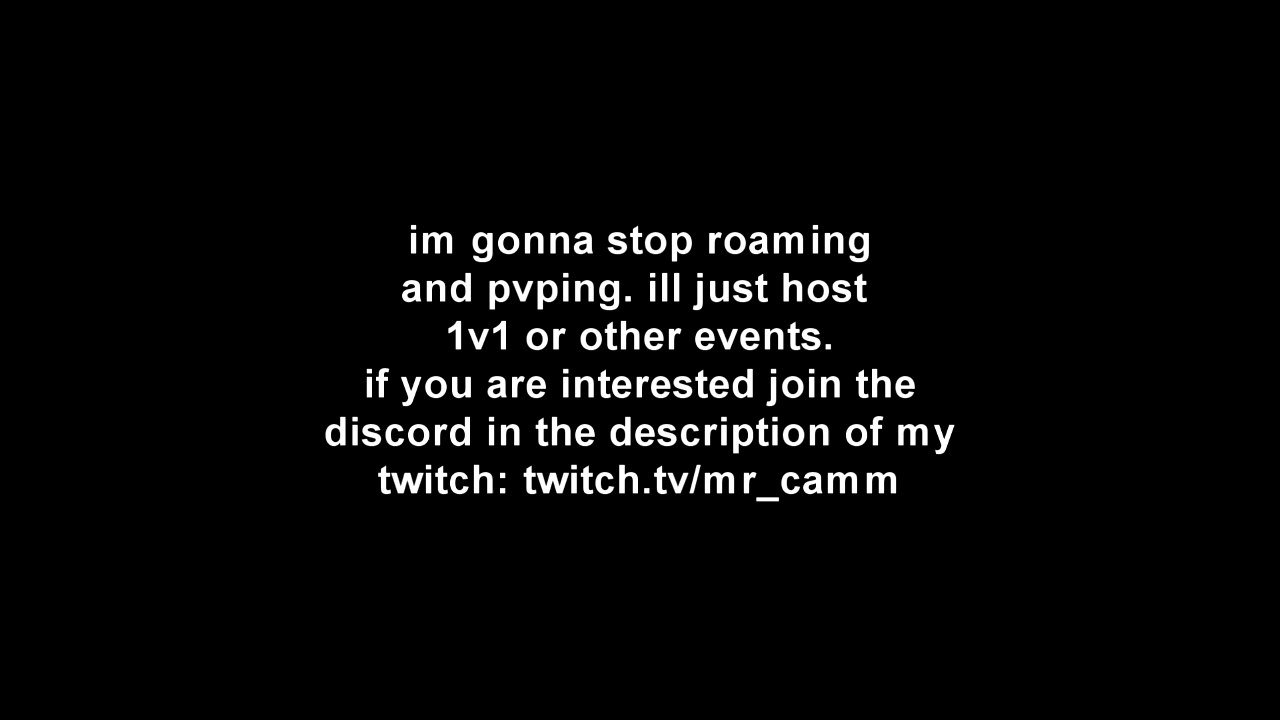 im gonna stop roaming
and pvping. ill just host
1v1 or other events.
if you are interested join the
discord in the description of my
twitch: twitch.tv/mr_camm